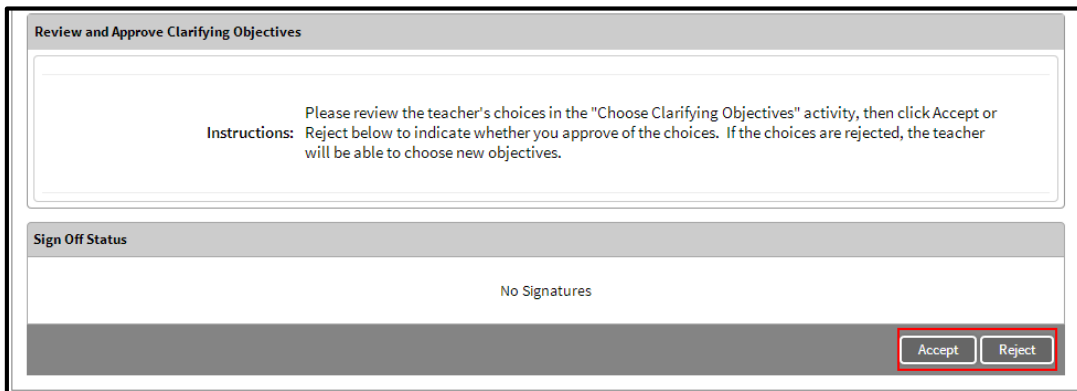 Review and Approve Clarifying Objectives
Please review the teacher's choices in the "Choose Clarifying Objectives" activity, then click Accept or
Instructions: Reject below to indicate whether you approve of the choices.  If the choices are rejected, the teacher
will be able to choose new objectives.
Sign Off Status
No Signatures
Accept Reject